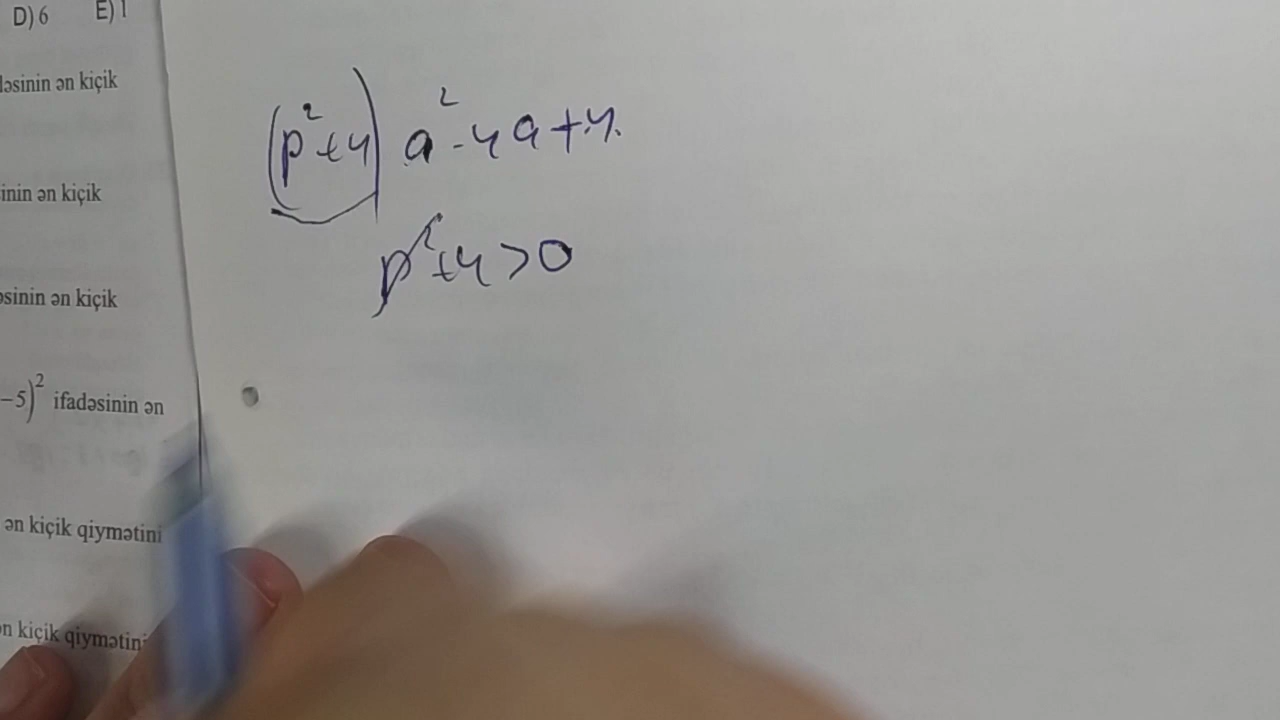 D) 6 E) 1
ləsinin ən kiçik
(p²+4) a²-4a+4.
inin ən kiçik
p²+4>0
əsinin ən kiçik
–5)² ifadəsinin ən
ən kiçik qiymətini
ən kiçik qiymətini